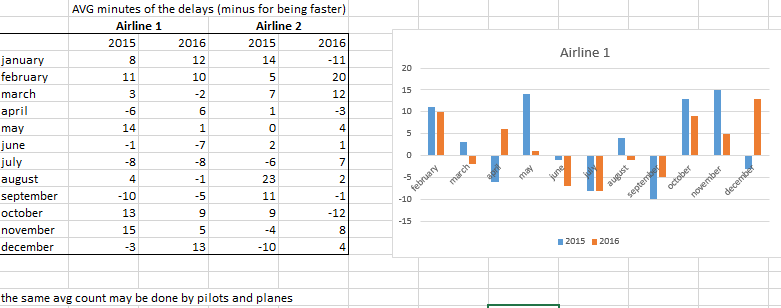 AVG minutes of the delays (minus for being faster)
Airline 1 Airline 2
2015 2016 2015 2016
january 8 12 14 -11
february 11 10 5 20
march 3 -2 7 12
april -6 6 1 -3
may 14 1 0 4
june -1 -7 2 1
july -8 -8 -6 7
august 4 -1 23 2
september -10 -5 11 -1
october 13 9 9 -12
november 15 5 -4 8
december -3 13 -10 4
the same avg count may be done by pilots and planes
Airline 1
20
15
10
5
0
-5
-10
-15
february march april may june july august september october november december
2015 2016